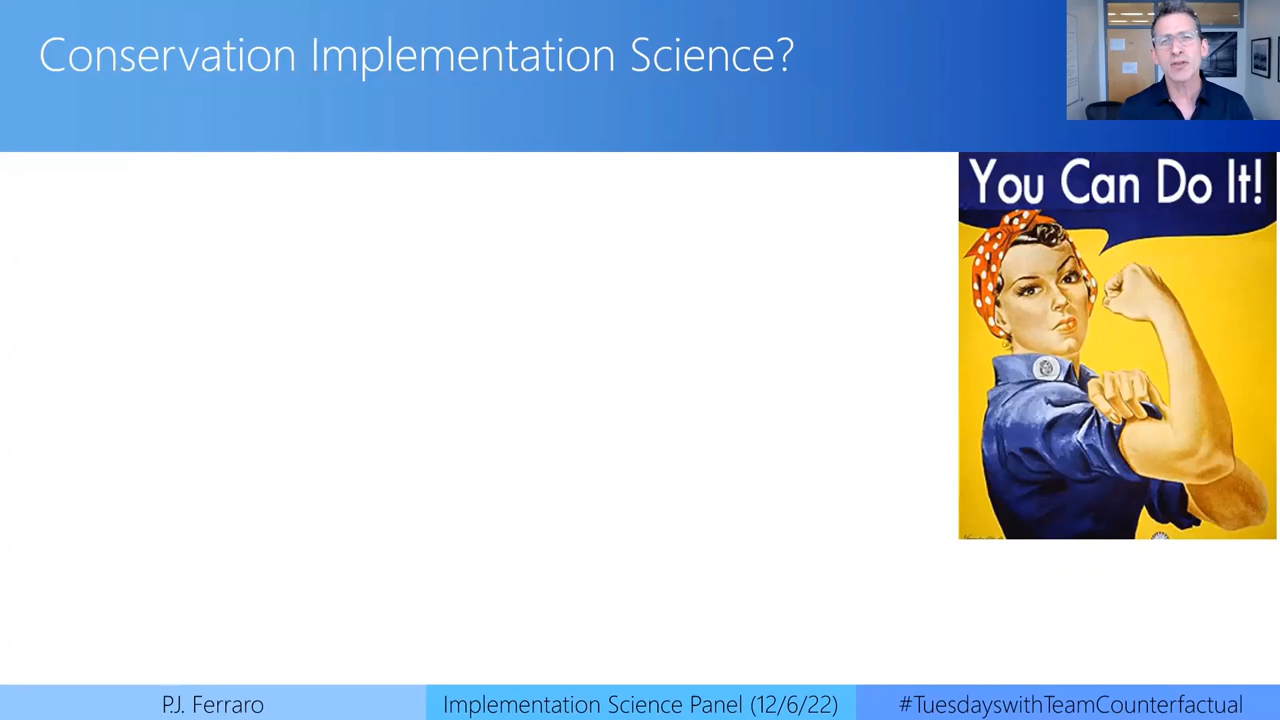 Conservation Implementation Science?
You Can Do It!
P.J. Ferraro
Implementation Science Panel (12/6/22)
#TuesdayswithTeamCounterfactual